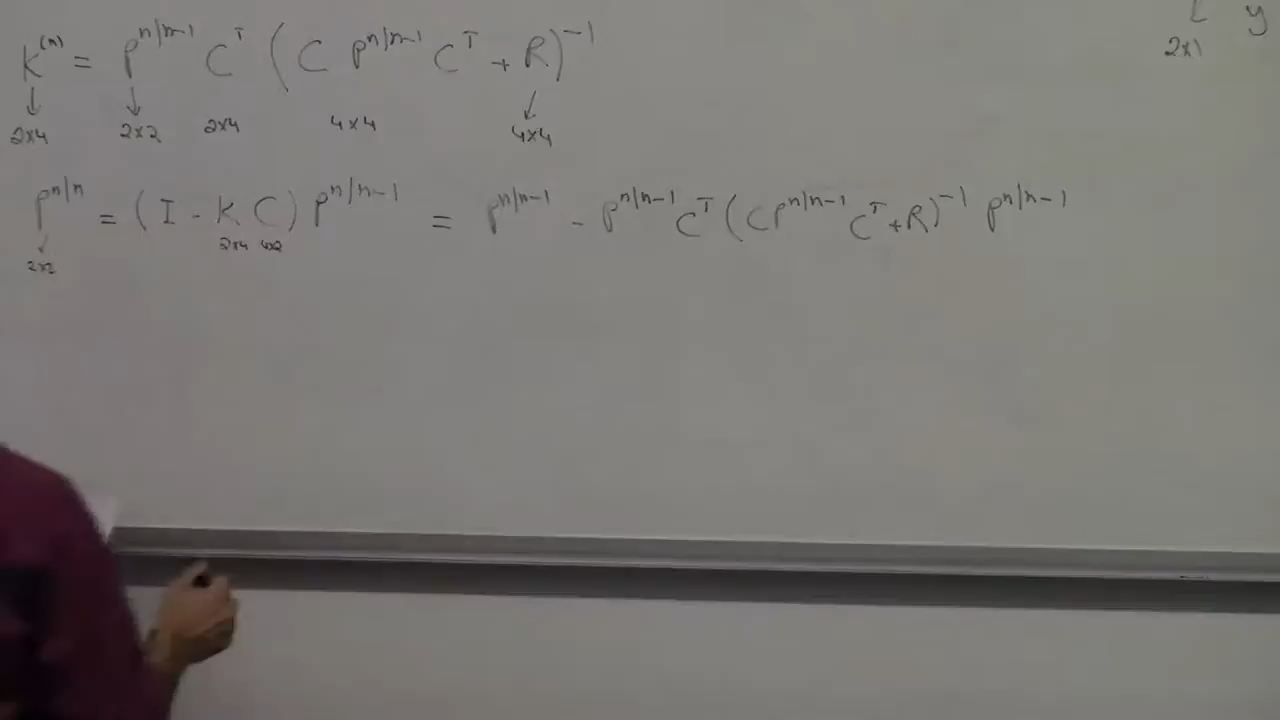 K^(n) = P^n|n-1 C^T (C P^n|n-1 C^T + R)^-1
2x4 2x2 2x4 4x4 4x4
P^n|n = (I - K C) P^n|n-1 = P^n|n-1 - P^n|n-1 C^T (C P^n|n-1 C^T + R)^-1 P^n|n-1
2x4 4x2
2x2
y
2x1